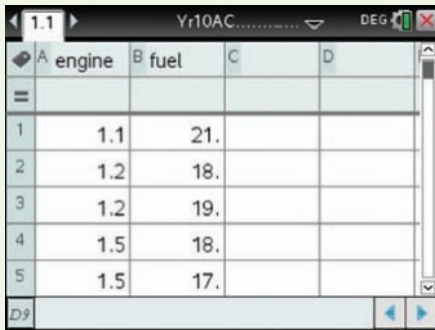 1.1 Yr10AC............ DEG
A engine B fuel C D
=
1 1.1 21.
2 1.2 18.
3 1.2 19.
4 1.5 18.
5 1.5 17.
D9